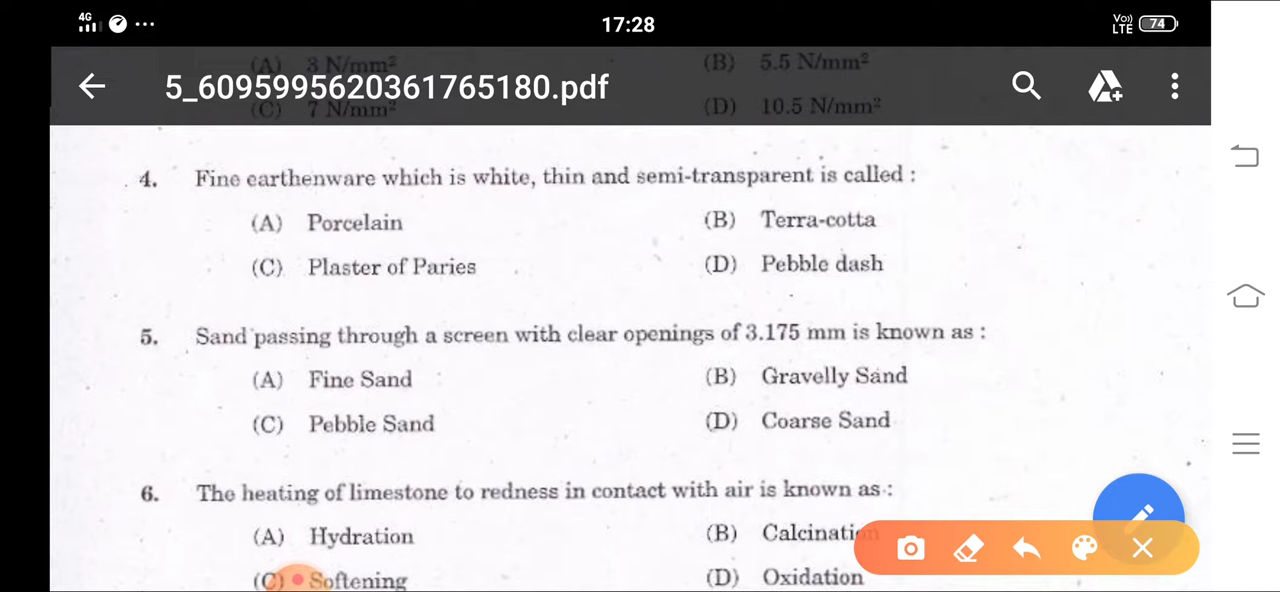 4G ... 17:28 Vo)) LTE 74
(A) 3 N/mm² (B) 5.5 N/mm²
5_6095995620361765180.pdf
(C) 7 N/mm² (D) 10.5 N/mm²
4. Fine earthenware which is white, thin and semi-transparent is called :
(A) Porcelain (B) Terra-cotta
(C) Plaster of Paries (D) Pebble dash
5. Sand passing through a screen with clear openings of 3.175 mm is known as :
(A) Fine Sand (B) Gravelly Sand
(C) Pebble Sand (D) Coarse Sand
6. The heating of limestone to redness in contact with air is known as :
(A) Hydration (B) Calcination
(C) Softening (D) Oxidation